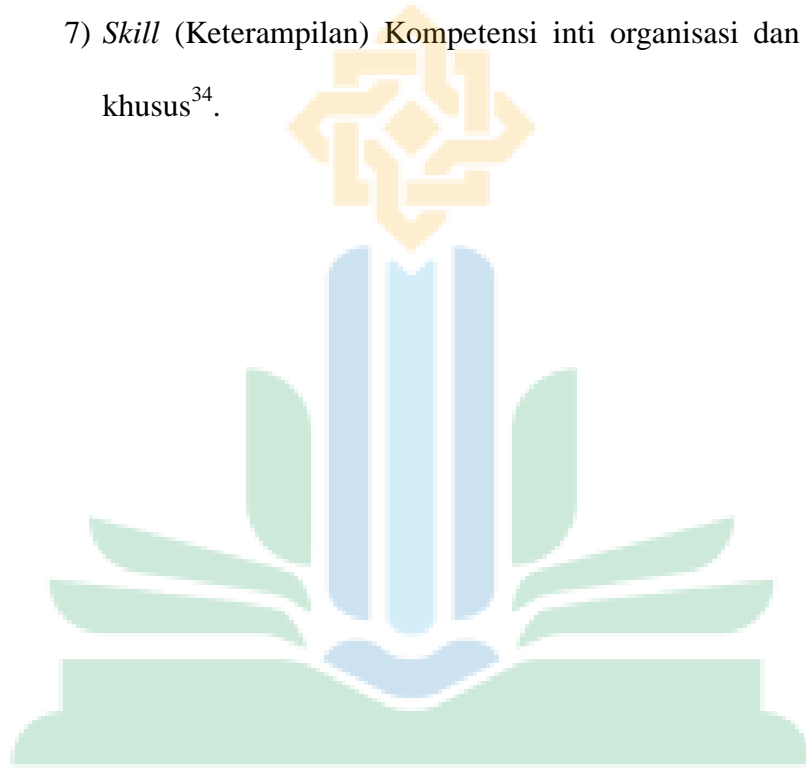 7) Skill (Keterampilan) Kompetensi inti organisasi dan
khusus³⁴.